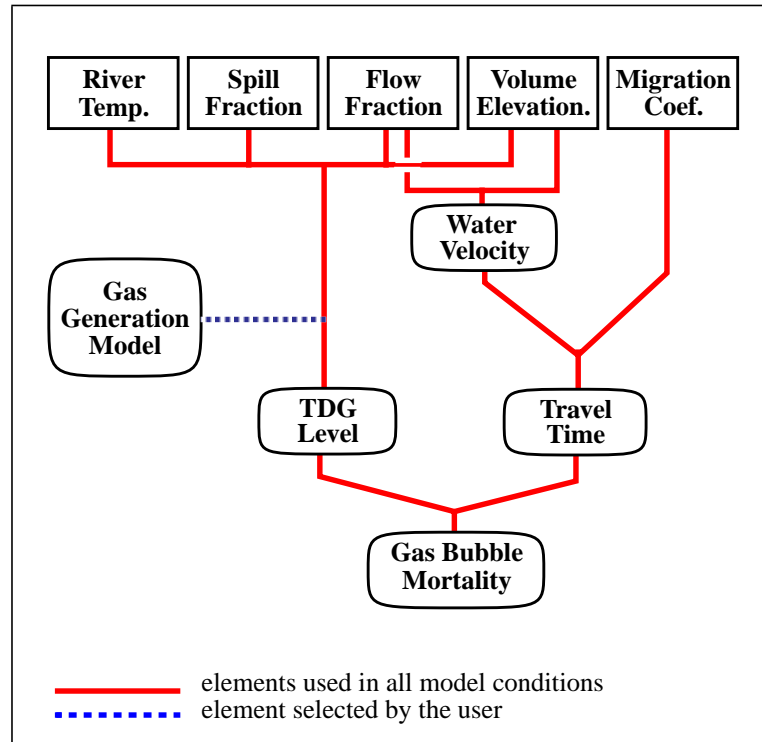 River
Temp.
Spill
Fraction
Flow
Fraction
Volume
Elevation.
Migration
Coef.
Water
Velocity
Gas
Generation
Model
TDG
Level
Travel
Time
Gas Bubble
Mortality
elements used in all model conditions
element selected by the user